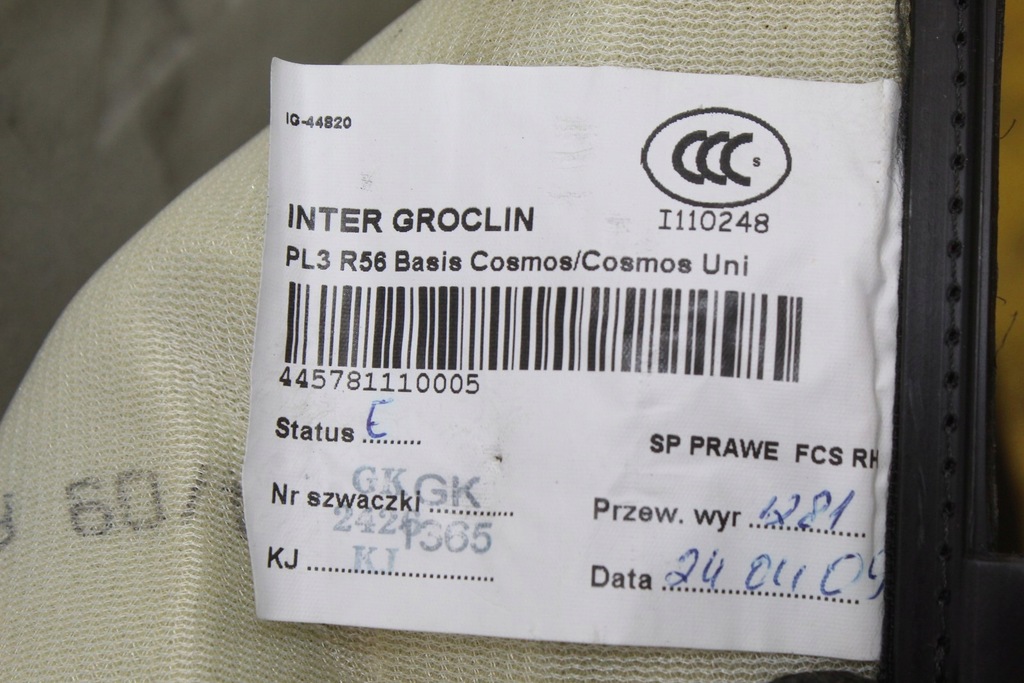 IG-44820
CCC S
I110248
INTER GROCLIN
PL3 R56 Basis Cosmos/Cosmos Uni
445781110005
Status E
SP PRAWE FCS RH
Nr szwaczki GK GK
Przew. wyr 1281
KJ KJ
Data 24 04 09